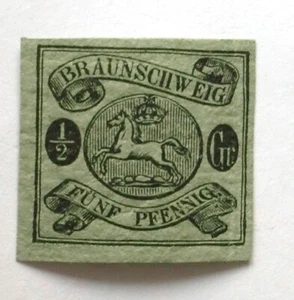 BRAUNSCHWEIG
1/2 Gr.
FÜNF PFENNIG